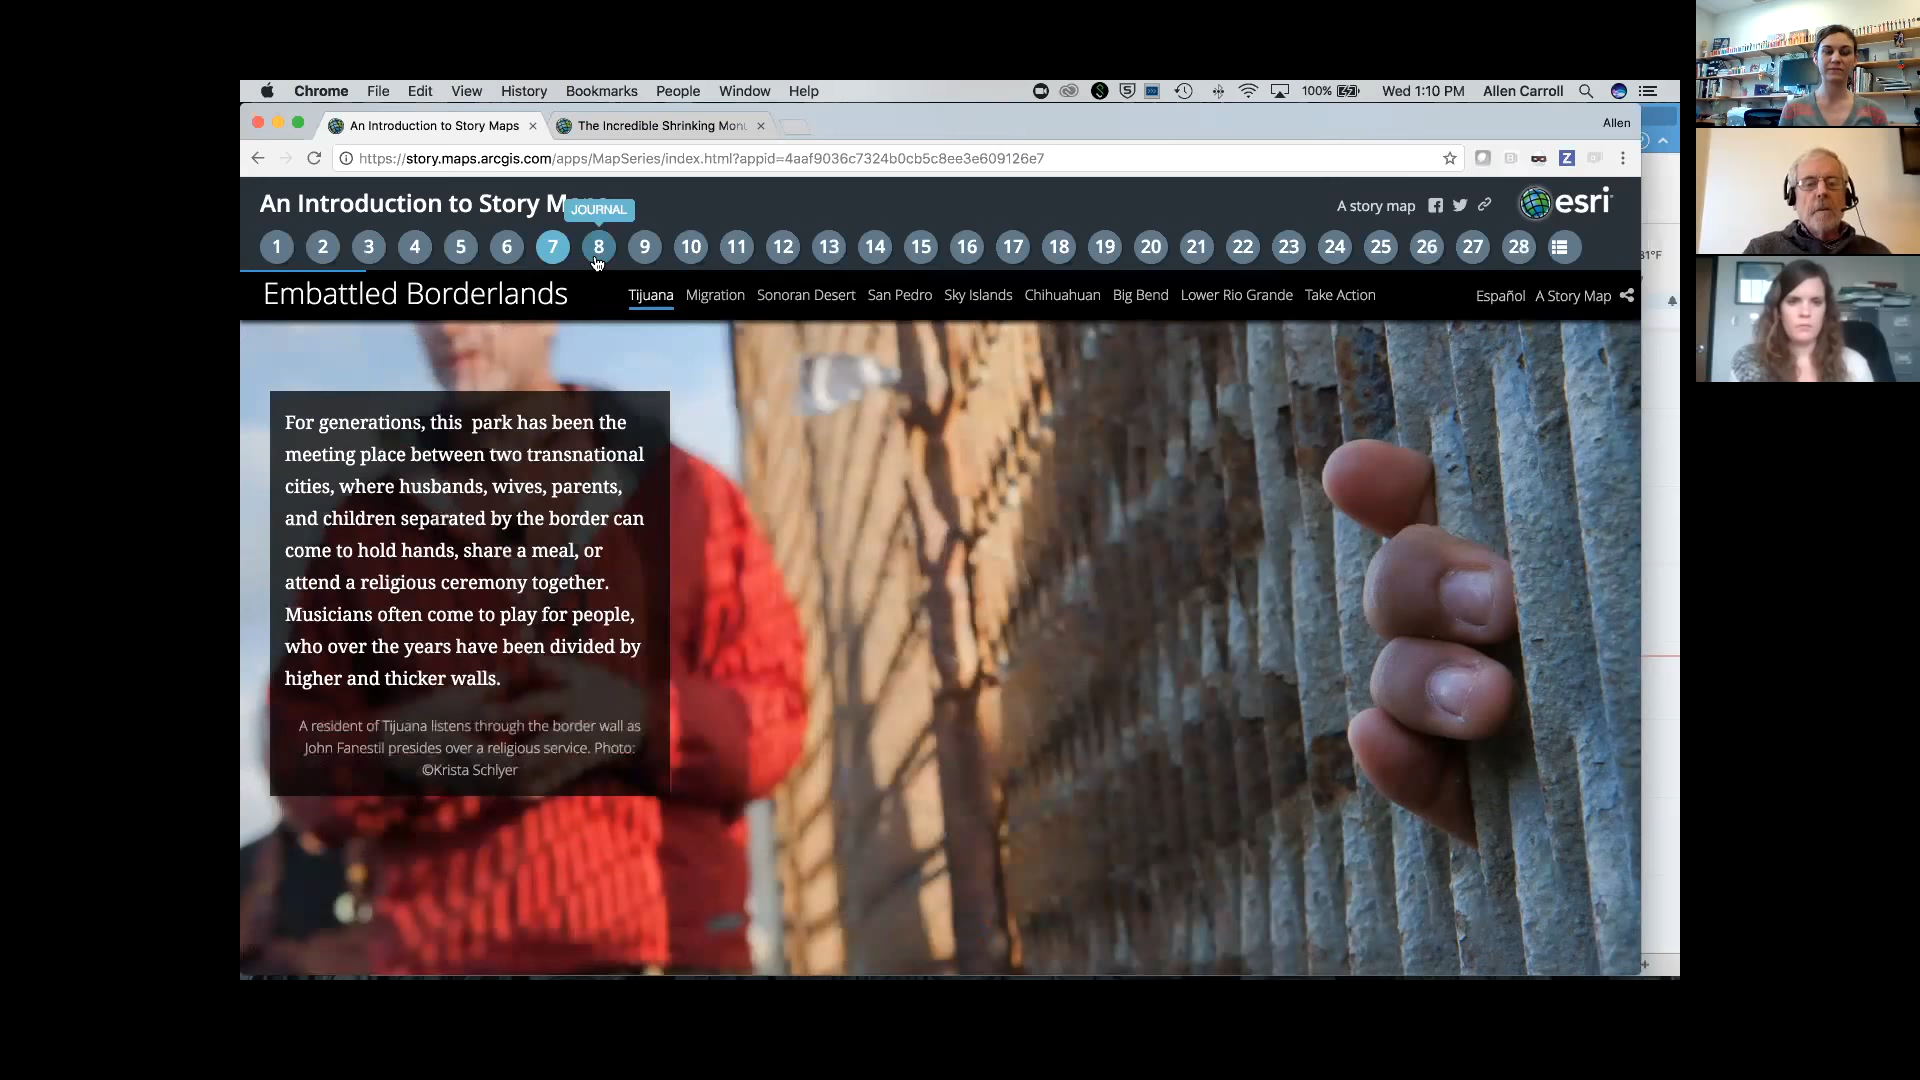 Chrome File Edit View History Bookmarks People Window Help 100% Wed 1:10 PM Allen Carroll
An Introduction to Story Maps The Incredible Shrinking Allen
https://story.maps.arcgis.com/apps/MapSeries/index.html?appid=4aaf9036c7324b0cb5c8ee3e609126e7
An Introduction to Story M A story map esri
JOURNAL
1 2 3 4 5 6 7 8 9 10 11 12 13 14 15 16 17 18 19 20 21 22 23 24 25 26 27 28
Embattled Borderlands Tijuana Migration Sonoran Desert San Pedro Sky Islands Chihuahuan Big Bend Lower Rio Grande Take Action Español A Story Map
For generations, this park has been the
meeting place between two transnational
cities, where husbands, wives, parents,
and children separated by the border can
come to hold hands, share a meal, or
attend a religious ceremony together.
Musicians often come to play for people,
who over the years have been divided by
higher and thicker walls.
A resident of Tijuana listens through the border wall as
John Fanestil presides over a religious service. Photo:
©Krista Schlyer